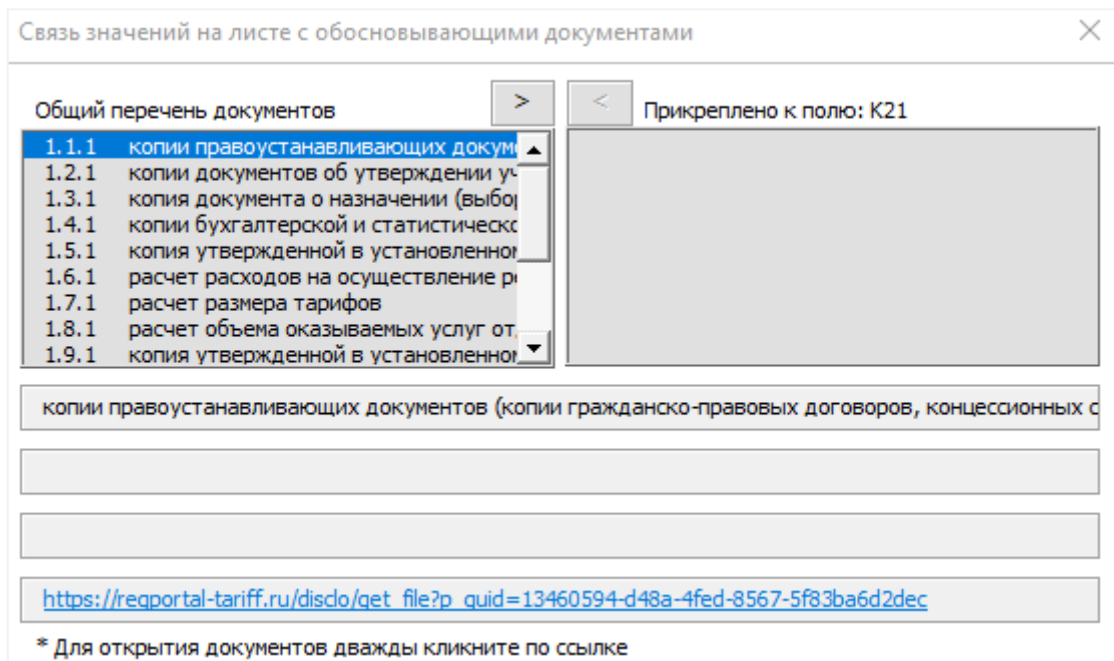 Связь значений на листе с обосновывающими документами
Общий перечень документов
>
<
Прикреплено к полю: K21
1.1.1 копии правоустанавливающих докум
1.2.1 копии документов об утверждении уч
1.3.1 копия документа о назначении (выбор
1.4.1 копии бухгалтерской и статистическо
1.5.1 копия утвержденной в установленном
1.6.1 расчет расходов на осуществление ре
1.7.1 расчет размера тарифов
1.8.1 расчет объема оказываемых услуг от
1.9.1 копия утвержденной в установленном
копии правоустанавливающих документов (копии гражданско-правовых договоров, концессионных с
https://regportal-tariff.ru/disclo/get_file?p_guid=13460594-d48a-4fed-8567-5f83ba6d2dec
* Для открытия документов дважды кликните по ссылке